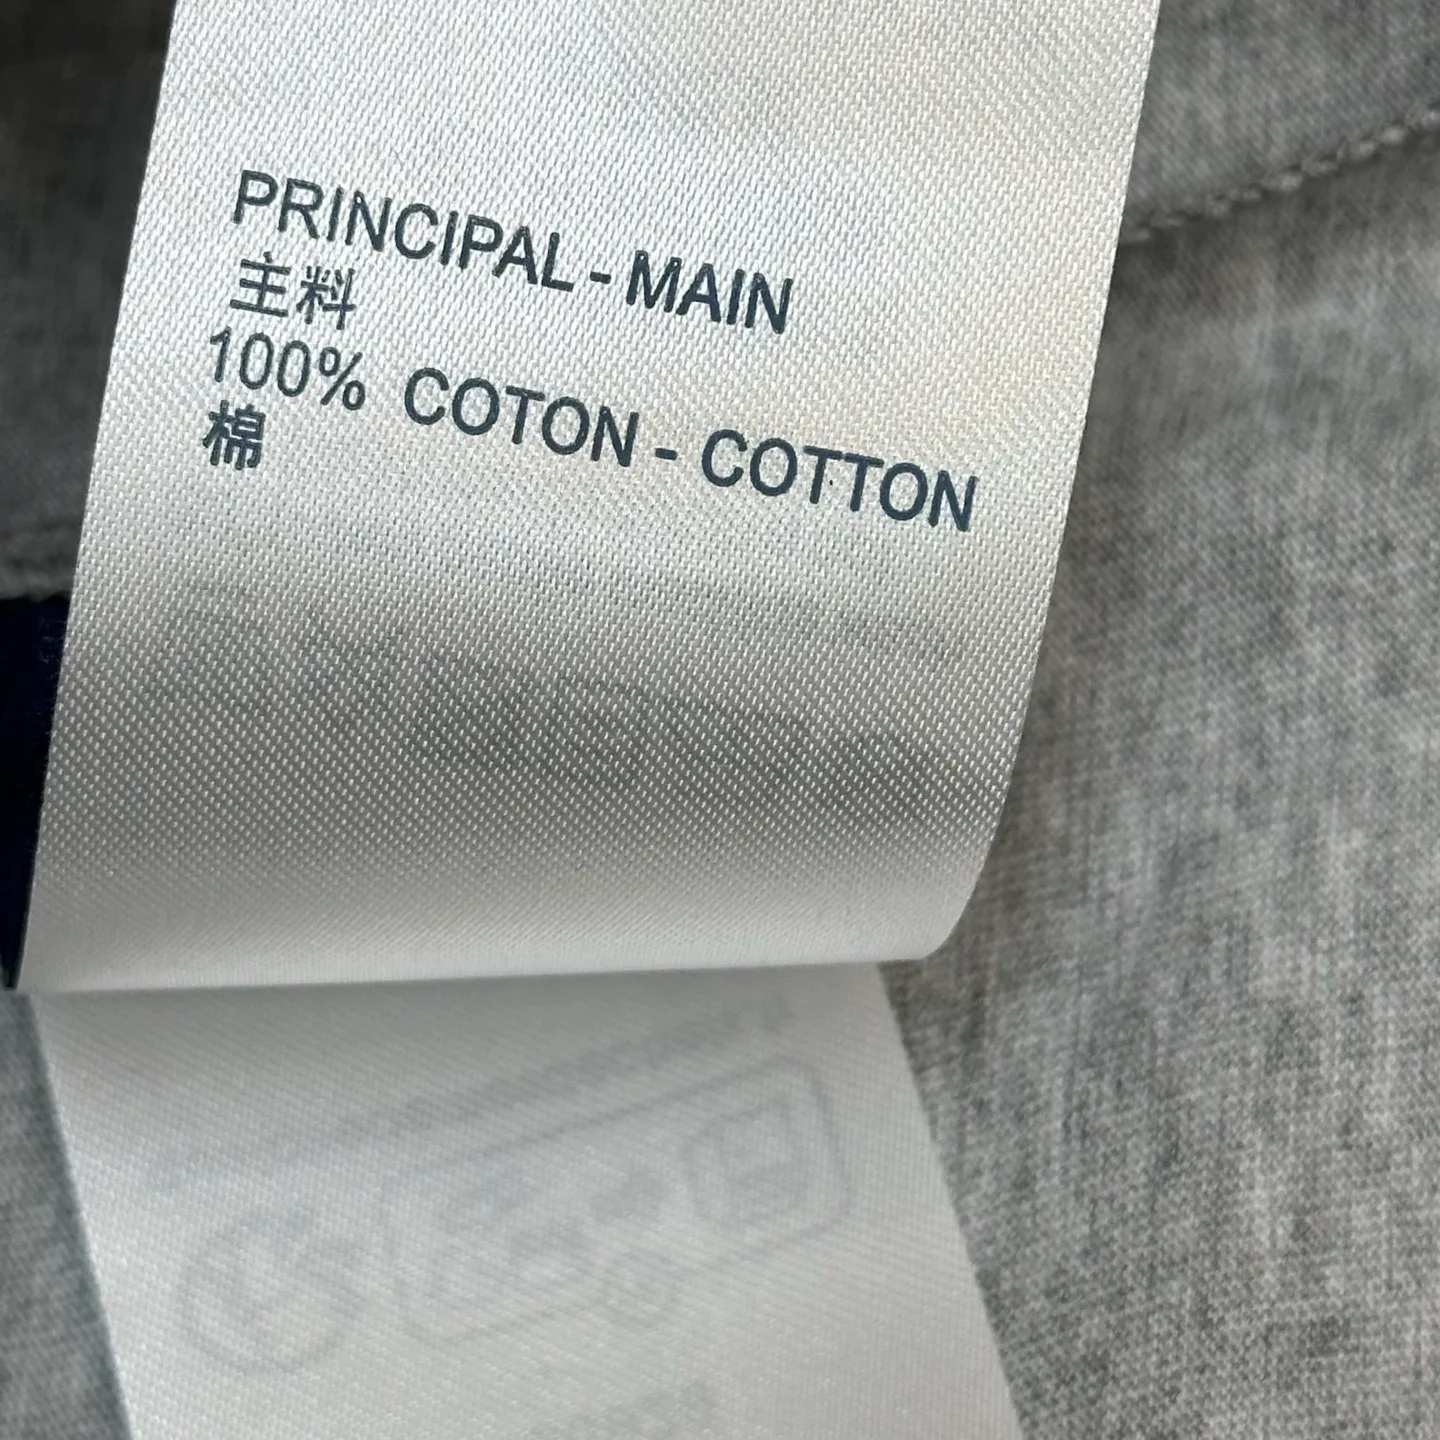 PRINCIPAL - MAIN
主料
100% COTON - COTTON
棉